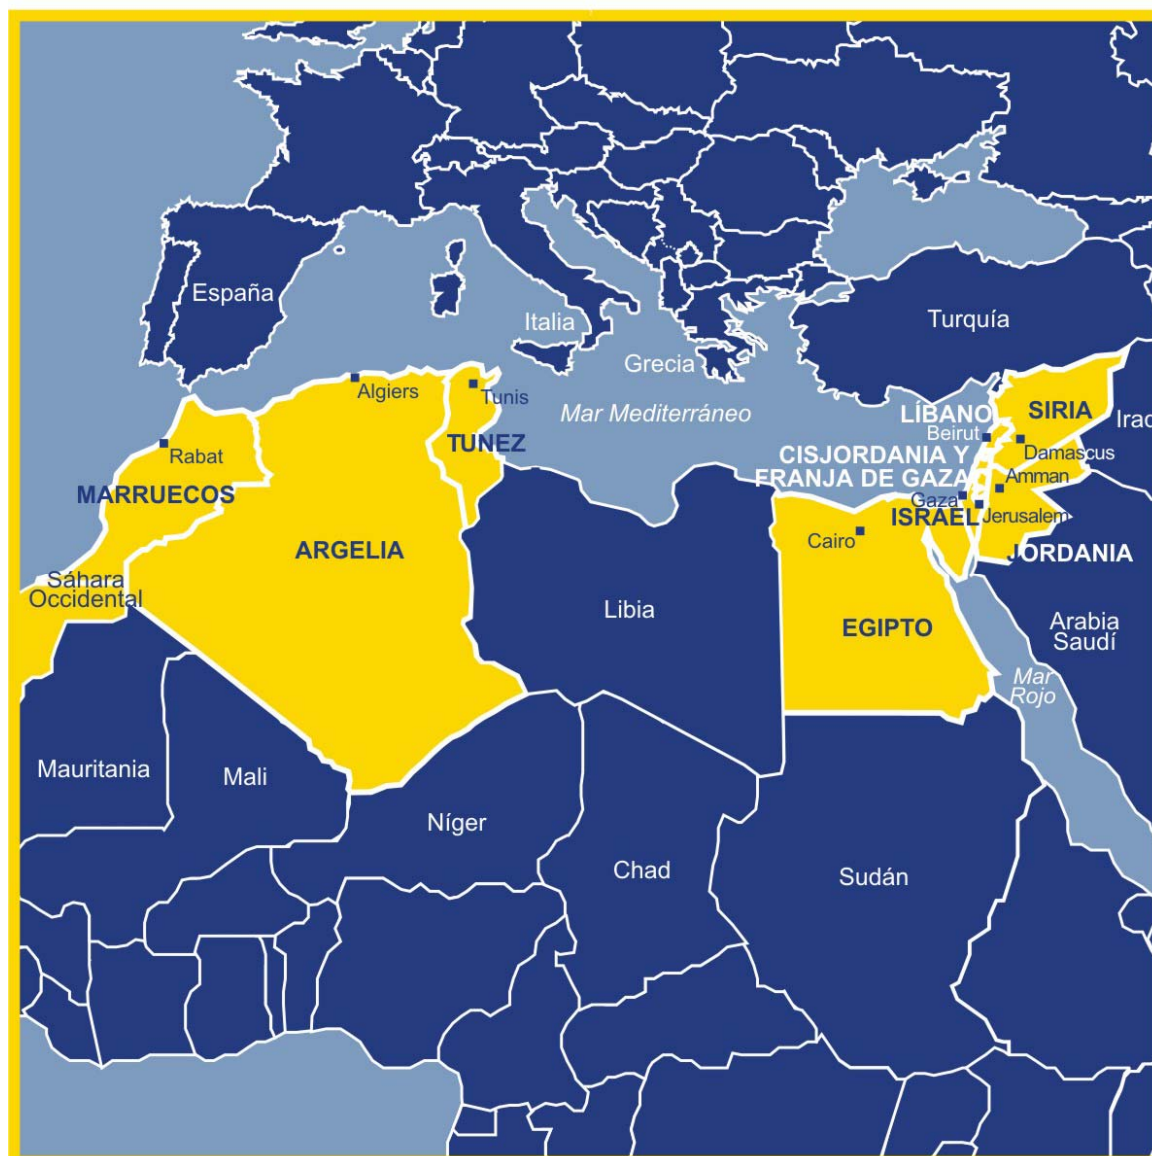 España
Italia
Grecia
Turquía
Mar Mediterráneo
Algiers
Tunis
TUNEZ
Rabat
MARRUECOS
ARGELIA
Sáhara
Occidental
LÍBANO
Beirut
SIRIA
Irac
Damascus
CISJORDANIA Y
FRANJA DE GAZA
Amman
Gaza
ISRAEL
Jerusalem
Cairo
JORDANIA
EGIPTO
Libia
Arabia
Saudí
Mar
Rojo
Mauritania
Mali
Níger
Chad
Sudán